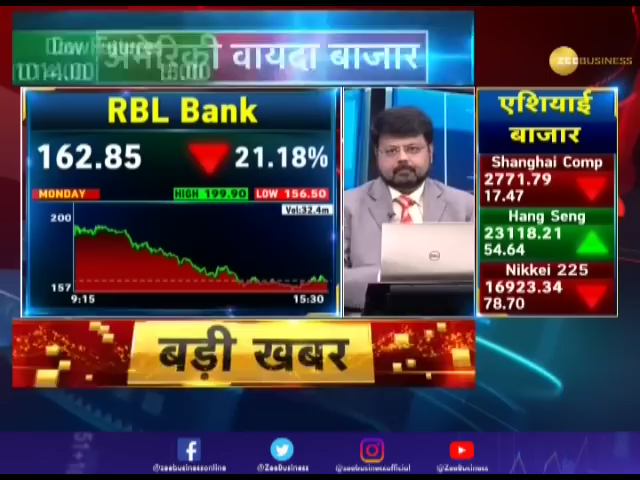 अमेरिकी वायदा बाजार
ZEEBUSINESS
RBL Bank
162.85
21.18%
MONDAY
HIGH 199.90
LOW 156.50
Vol:32.4m
200
157
9:15
15:30
DELL
एशियाई
बाजार
Shanghai Comp
2771.79
17.47
Hang Seng
23118.21
54.64
Nikkei 225
16923.34
78.70
बड़ी खबर
@zeebusinessonline
@ZeeBusiness
@zeebusinessofficial
@ZeeBusiness